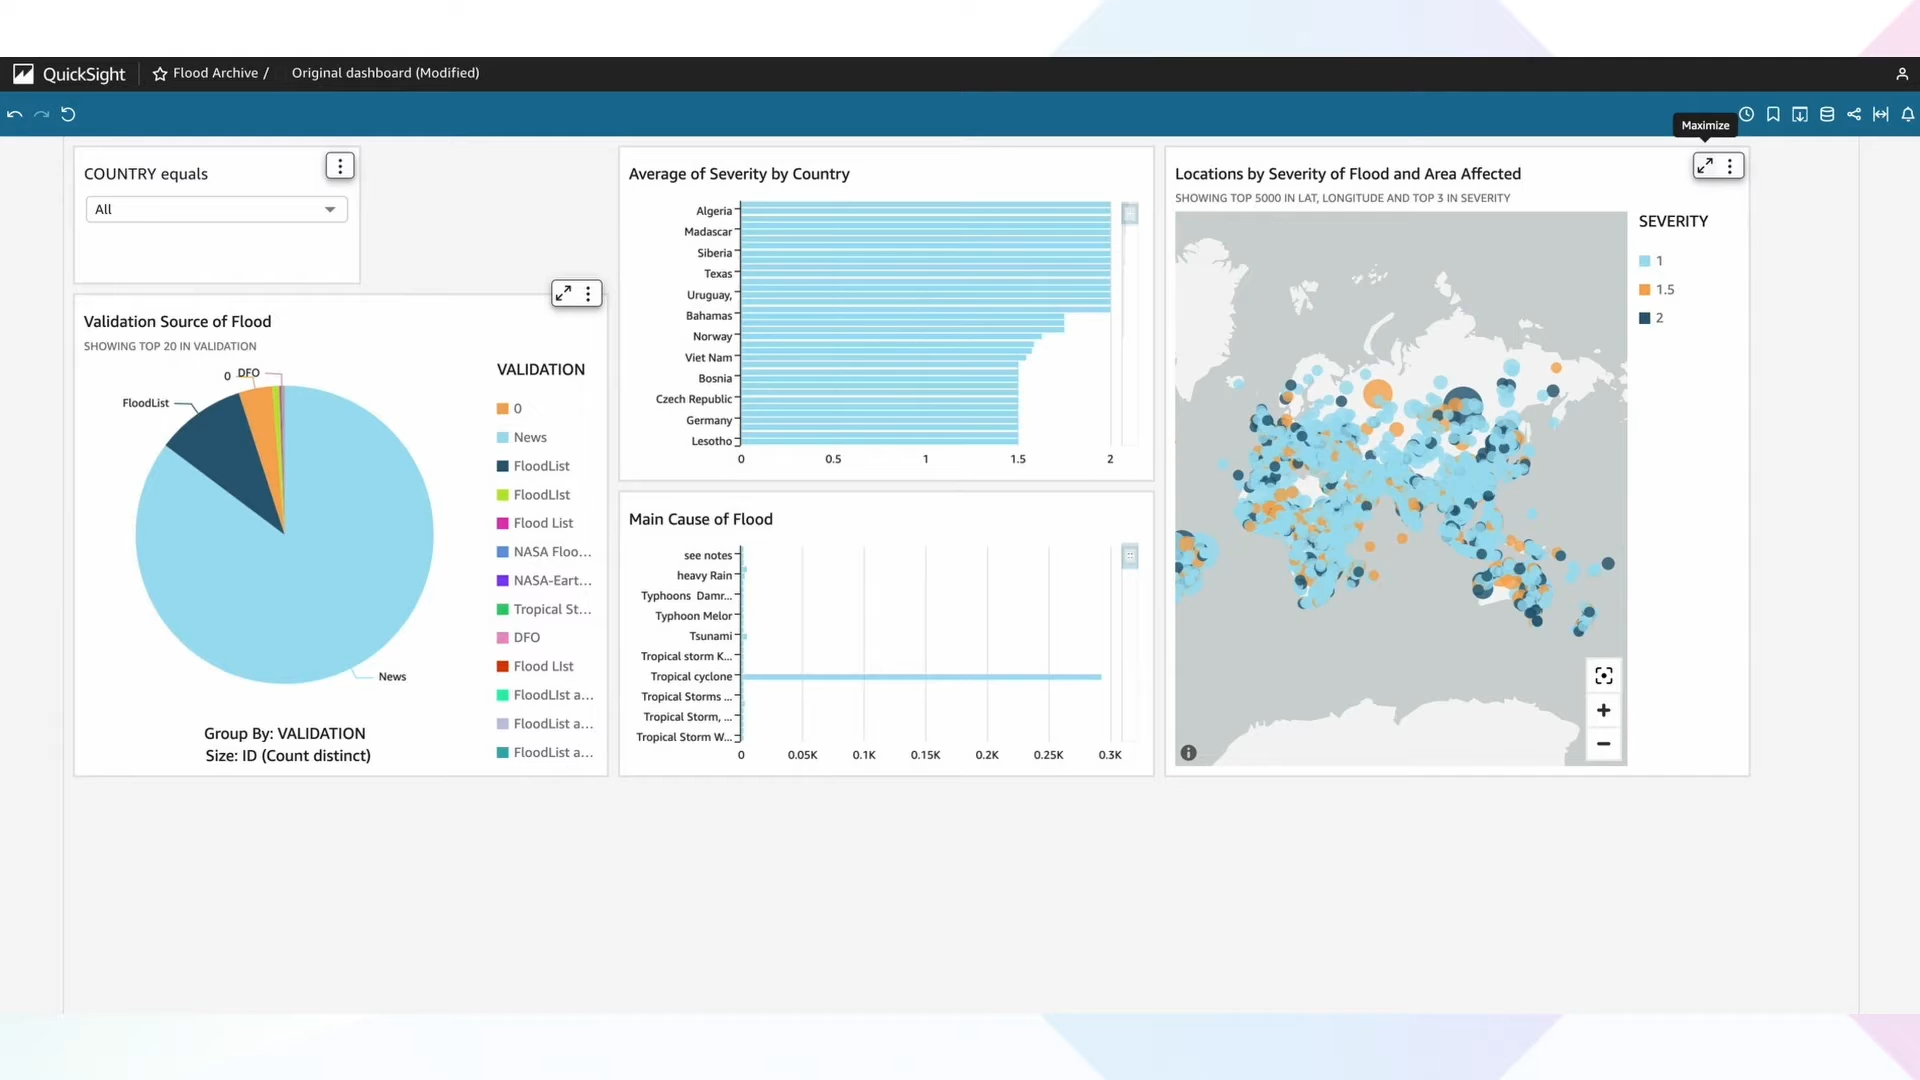 QuickSight
Flood Archive /
Original dashboard (Modified)
Maximize
COUNTRY equals
All
Validation Source of Flood
SHOWING TOP 20 IN VALIDATION
0
DFO
FloodList
News
Group By: VALIDATION
Size: ID (Count distinct)
VALIDATION
0
News
FloodList
FloodLIst
Flood List
NASA Floo...
NASA-Eart...
Tropical St...
DFO
Flood LIst
FloodLIst a...
FloodList a...
FloodList a...
Average of Severity by Country
Algeria
Madascar
Siberia
Texas
Uruguay,
Bahamas
Norway
Viet Nam
Bosnia
Czech Republic
Germany
Lesotho
0 0.5 1 1.5 2
Main Cause of Flood
see notes
heavy Rain
Typhoons Damr...
Typhoon Melor
Tsunami
Tropical storm K...
Tropical cyclone
Tropical Storms ...
Tropical Storm, ...
Tropical Storm W...
0 0.05K 0.1K 0.15K 0.2K 0.25K 0.3K
Locations by Severity of Flood and Area Affected
SHOWING TOP 5000 IN LAT, LONGITUDE AND TOP 3 IN SEVERITY
SEVERITY
1
1.5
2